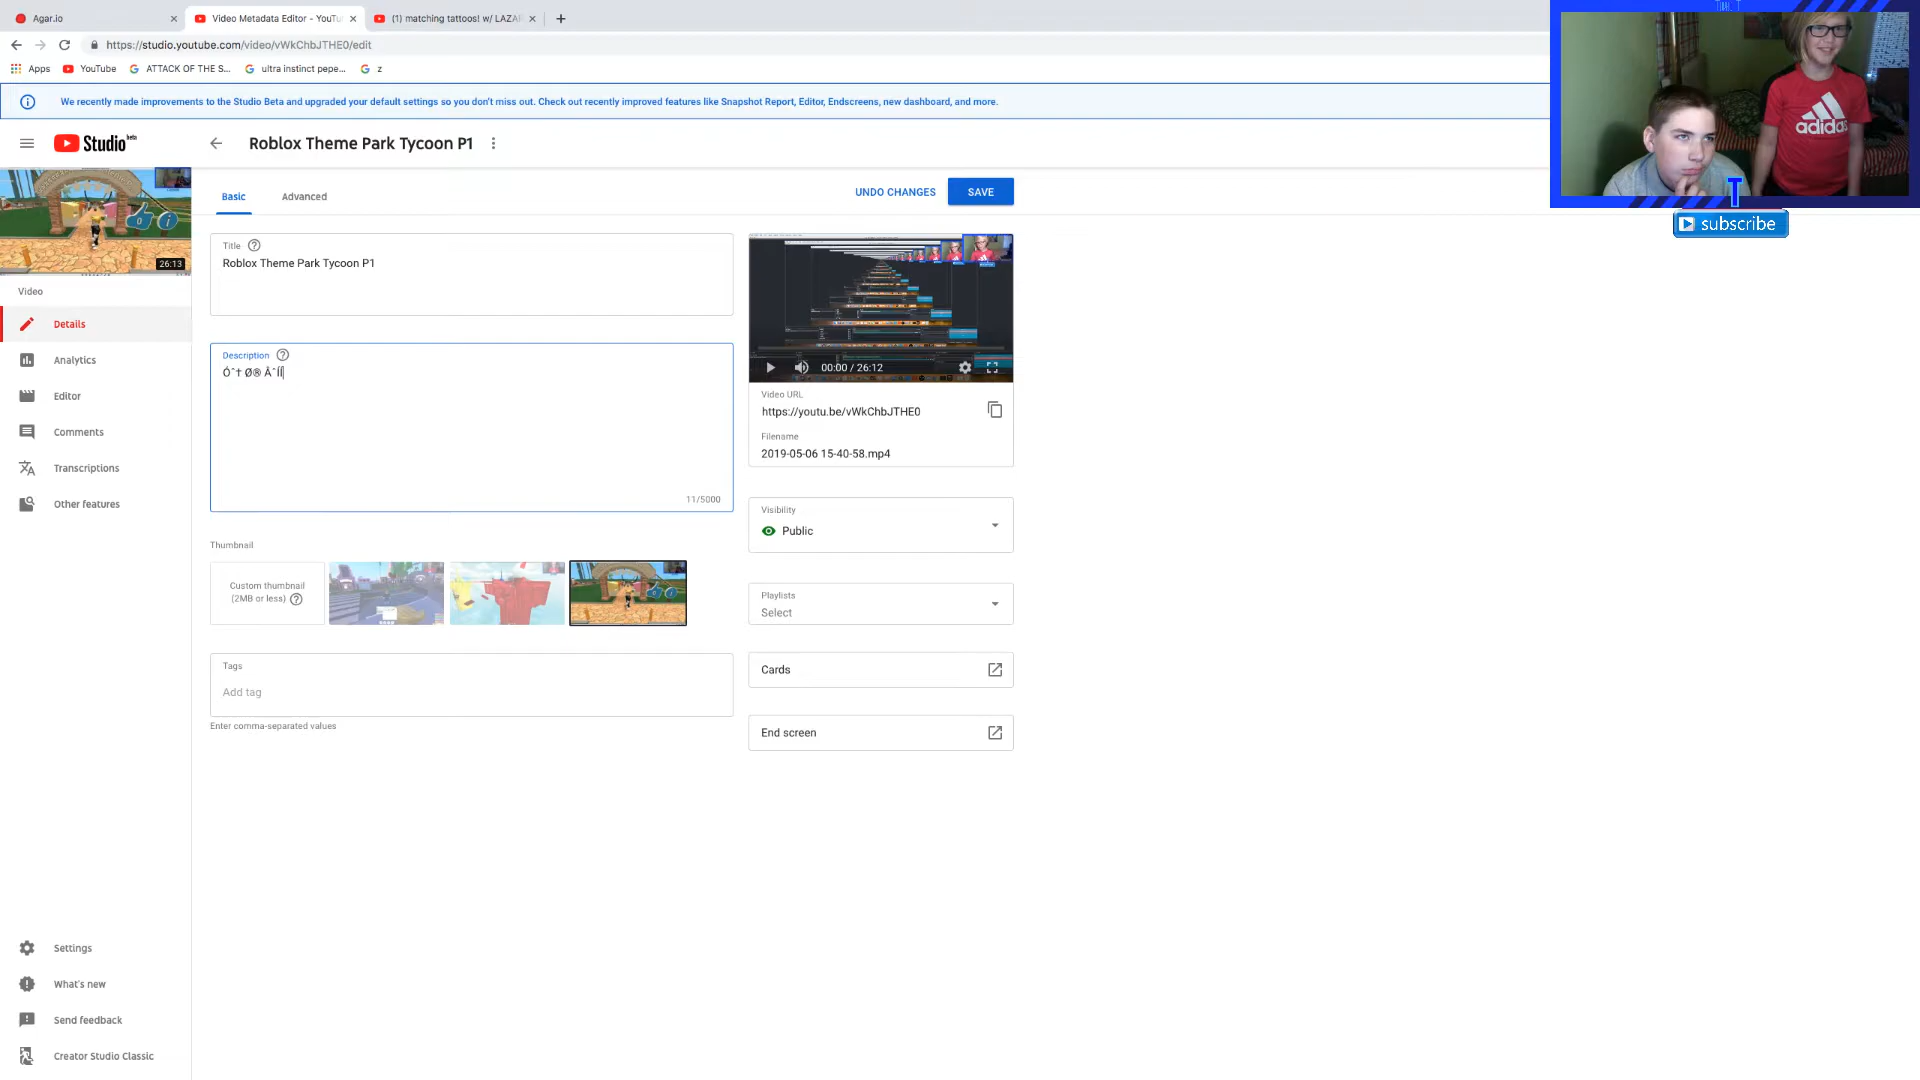 Agar.io
Video Metadata Editor - YouTu
(1) matching tattoos! w/ LAZAR
https://studio.youtube.com/video/vWkChbJTHE0/edit
Apps
YouTube
ATTACK OF THE S...
ultra instinct pepe...
z
We recently made improvements to the Studio Beta and upgraded your default settings so you don't miss out. Check out recently improved features like Snapshot Report, Editor, Endscreens, new dashboard, and more.
Studio beta
Roblox Theme Park Tycoon P1
adidas
T
subscribe
Basic
Advanced
UNDO CHANGES
SAVE
26:13
Title
Roblox Theme Park Tycoon P1
Description
Óˆ† Ø® ÂˆÍÍ
11/5000
00:00 / 26:12
Video URL
https://youtu.be/vWkChbJTHE0
Filename
2019-05-06 15-40-58.mp4
Video
Details
Analytics
Editor
Comments
Transcriptions
Other features
Visibility
Public
Thumbnail
Custom thumbnail
(2MB or less)
Playlists
Select
Tags
Add tag
Enter comma-separated values
Cards
End screen
Settings
What's new
Send feedback
Creator Studio Classic